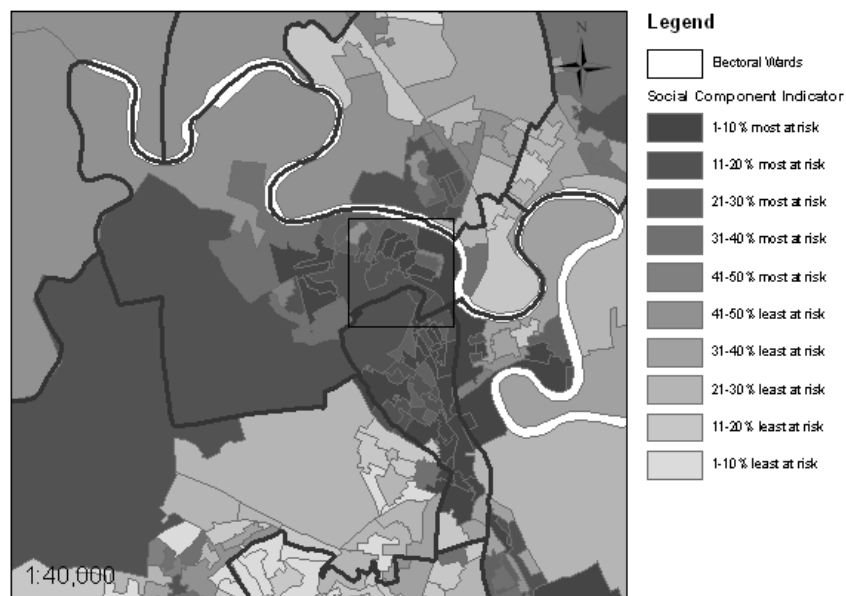 Legend
N
Electoral Wards
Social Component Indicator
1-10% most at risk
11-20% most at risk
21-30% most at risk
31-40% most at risk
41-50% most at risk
41-50% least at risk
31-40% least at risk
21-30% least at risk
11-20% least at risk
1-10% least at risk
1:40,000